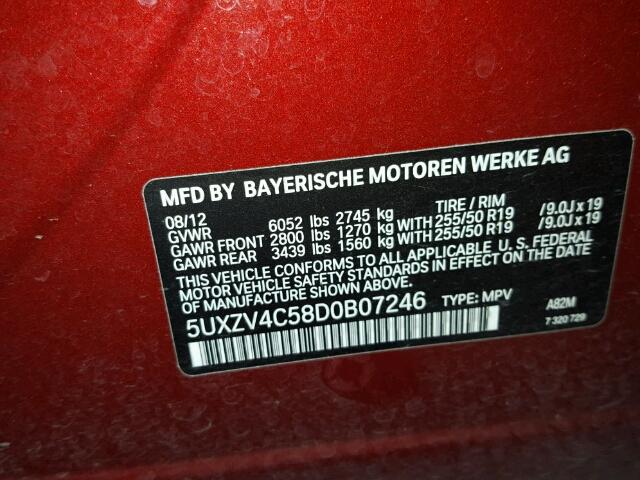 MFD BY BAYERISCHE MOTOREN WERKE AG
08/12 TIRE / RIM
GVWR 6052 lbs 2745 kg
GAWR FRONT 2800 lbs 1270 kg WITH 255/50 R19 /9.0J x 19
GAWR REAR 3439 lbs 1560 kg WITH 255/50 R19 /9.0J x 19
THIS VEHICLE CONFORMS TO ALL APPLICABLE U. S. FEDERAL
MOTOR VEHICLE SAFETY STANDARDS IN EFFECT ON THE DATE
OF MANUFACTURE SHOWN ABOVE.
5UXZV4C58D0B07246 TYPE: MPV A82M
7 320 729